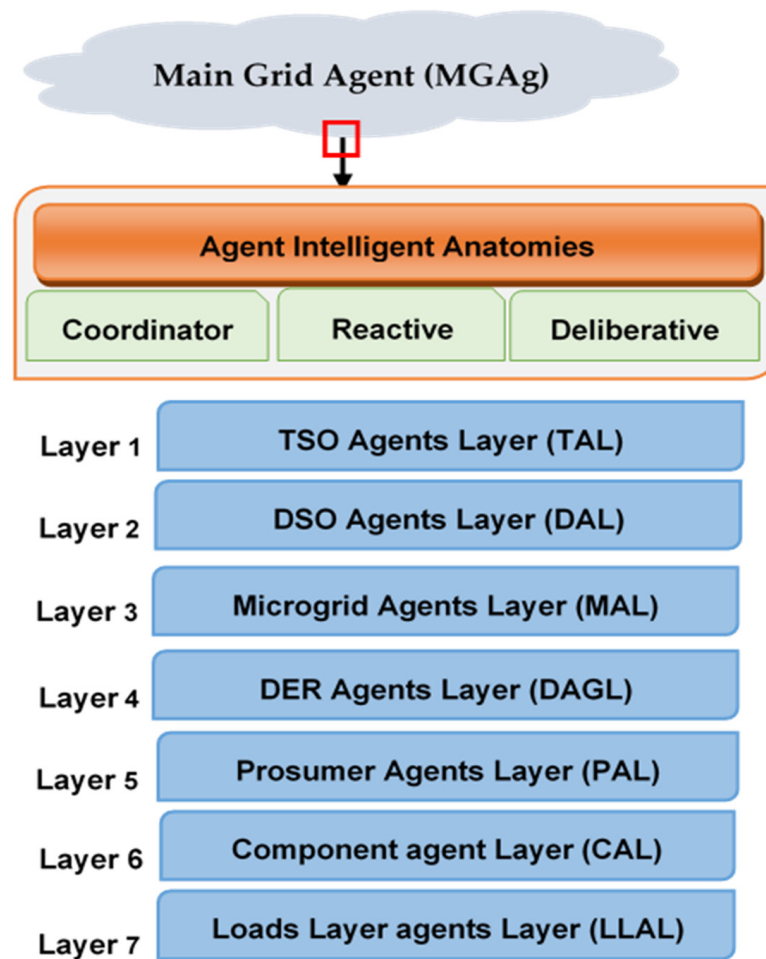 Main Grid Agent (MGAg)
Agent Intelligent Anatomies
Coordinator Reactive Deliberative
Layer 1 TSO Agents Layer (TAL)
Layer 2 DSO Agents Layer (DAL)
Layer 3 Microgrid Agents Layer (MAL)
Layer 4 DER Agents Layer (DAGL)
Layer 5 Prosumer Agents Layer (PAL)
Layer 6 Component agent Layer (CAL)
Layer 7 Loads Layer agents Layer (LLAL)